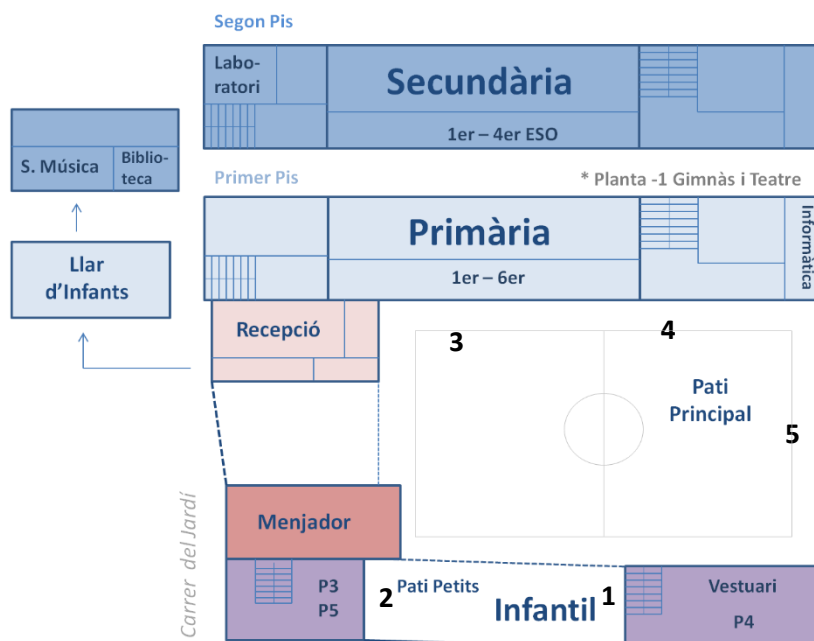 Segon Pis
Labo-
ratori
Secundària
1er – 4er ESO
S. Música
Biblio-
teca
Primer Pis
* Planta -1 Gimnàs i Teatre
Llar
d'Infants
Primària
1er – 6er
Informàtica
Recepció
3
4
Pati
Principal
5
Carrer del Jardí
Menjador
P3
P5
2
Pati Petits
Infantil
1
Vestuari
P4